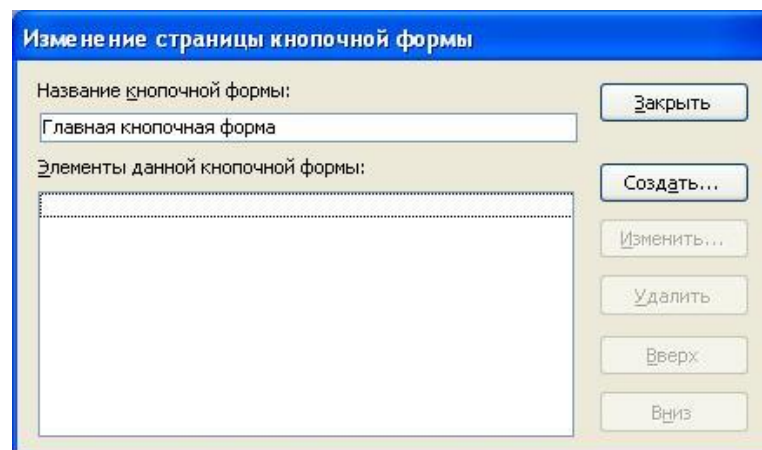 Изменение страницы кнопочной формы
Название кнопочной формы:
Закрыть
Главная кнопочная форма
Элементы данной кнопочной формы:
Создать...
Изменить...
Удалить
Вверх
Вниз